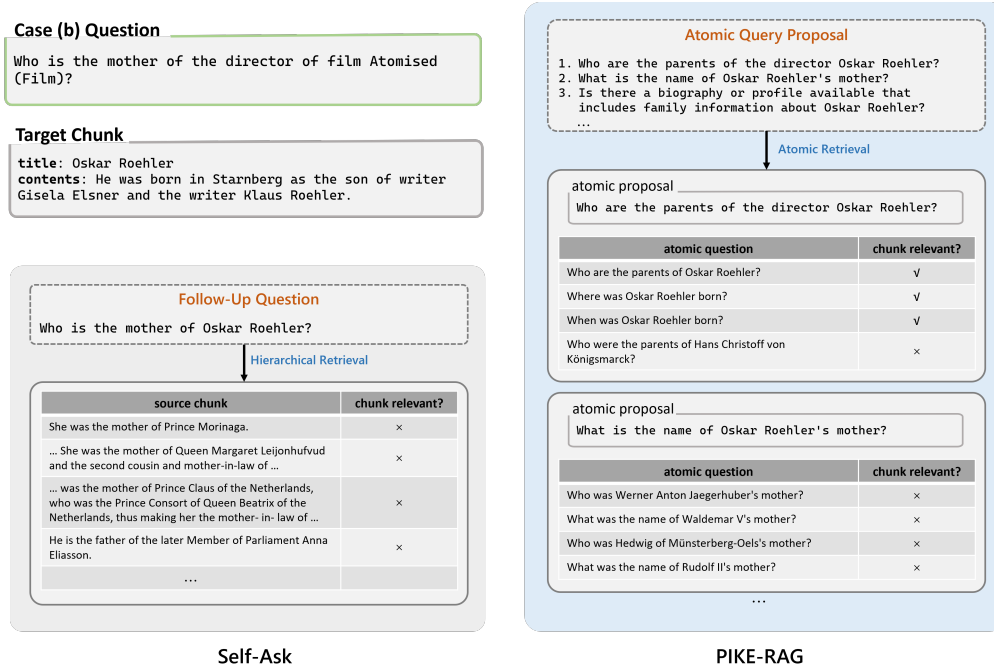 Case (b) Question
Who is the mother of the director of film Atomised
(Film)?
Target Chunk
title: Oskar Roehler
contents: He was born in Starnberg as the son of writer
Gisela Elsner and the writer Klaus Roehler.
Follow-Up Question
Who is the mother of Oskar Roehler?
Hierarchical Retrieval
source chunk chunk relevant?
She was the mother of Prince Morinaga. ×
... She was the mother of Queen Margaret Leijonhufvud
and the second cousin and mother-in-law of ... ×
... was the mother of Prince Claus of the Netherlands,
who was the Prince Consort of Queen Beatrix of the ×
Netherlands, thus making her the mother- in- law of ...
He is the father of the later Member of Parliament Anna
Eliasson. ×
...
Self-Ask
Atomic Query Proposal
1. Who are the parents of the director Oskar Roehler?
2. What is the name of Oskar Roehler's mother?
3. Is there a biography or profile available that
includes family information about Oskar Roehler?
...
Atomic Retrieval
atomic proposal
Who are the parents of the director Oskar Roehler?
atomic question chunk relevant?
Who are the parents of Oskar Roehler? √
Where was Oskar Roehler born? √
When was Oskar Roehler born? √
Who were the parents of Hans Christoff von
Königsmarck? ×
atomic proposal
What is the name of Oskar Roehler's mother?
atomic question chunk relevant?
Who was Werner Anton Jaegerhuber's mother? ×
What was the name of Waldemar V's mother? ×
Who was Hedwig of Münsterberg-Oels's mother? ×
What was the name of Rudolf II's mother? ×
...
PIKE-RAG